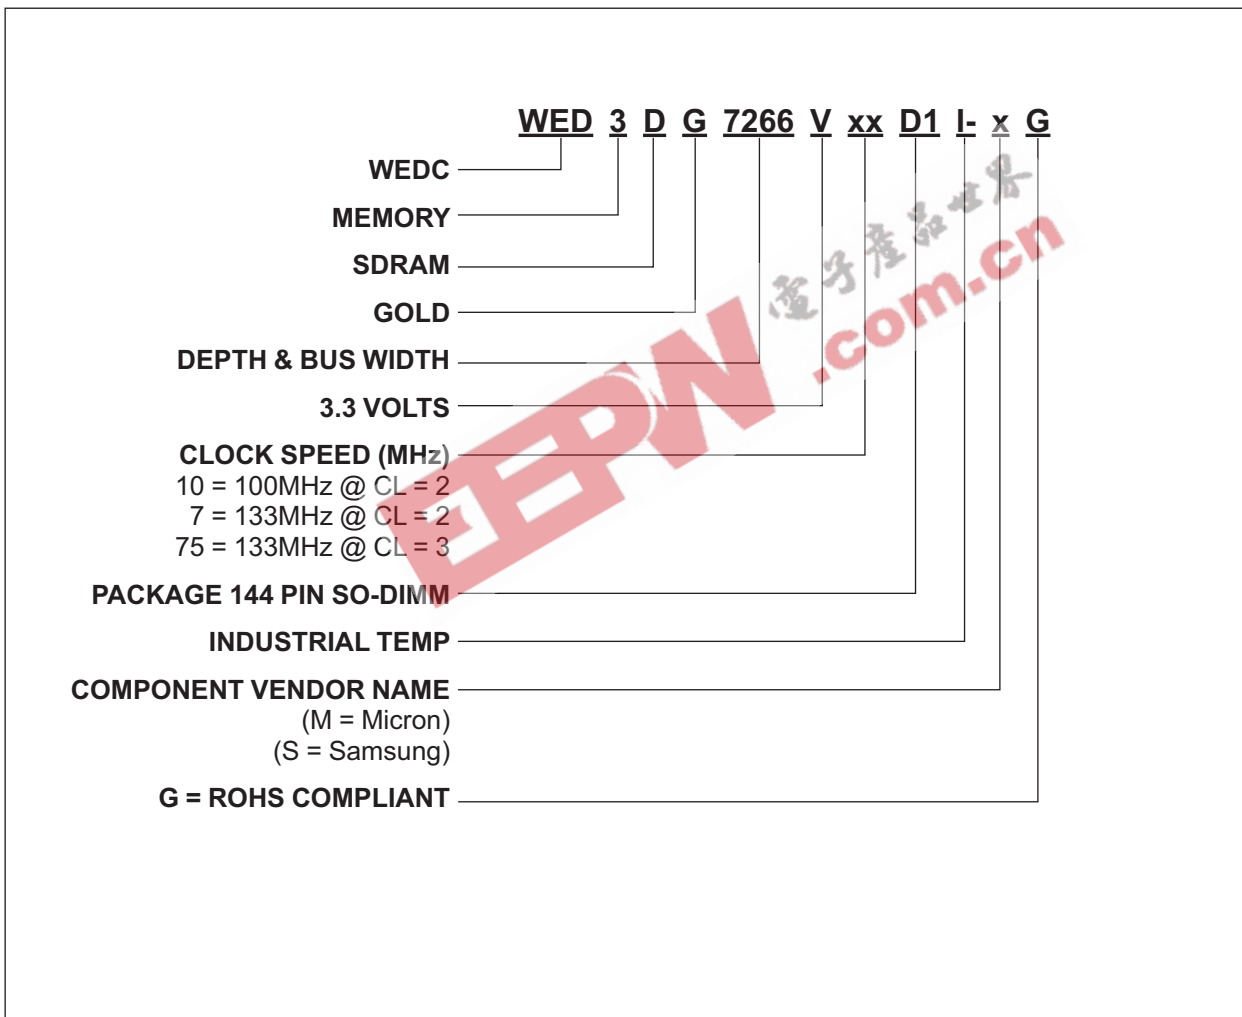 WED 3 D G 7266 V xx D1 I- x G
WEDC
MEMORY
SDRAM
GOLD
DEPTH & BUS WIDTH
3.3 VOLTS
CLOCK SPEED (MHz)
10 = 100MHz @ CL = 2
7 = 133MHz @ CL = 2
75 = 133MHz @ CL = 3
PACKAGE 144 PIN SO-DIMM
INDUSTRIAL TEMP
COMPONENT VENDOR NAME
(M = Micron)
(S = Samsung)
G = ROHS COMPLIANT
EEPW
電子產品世界
.com.cn